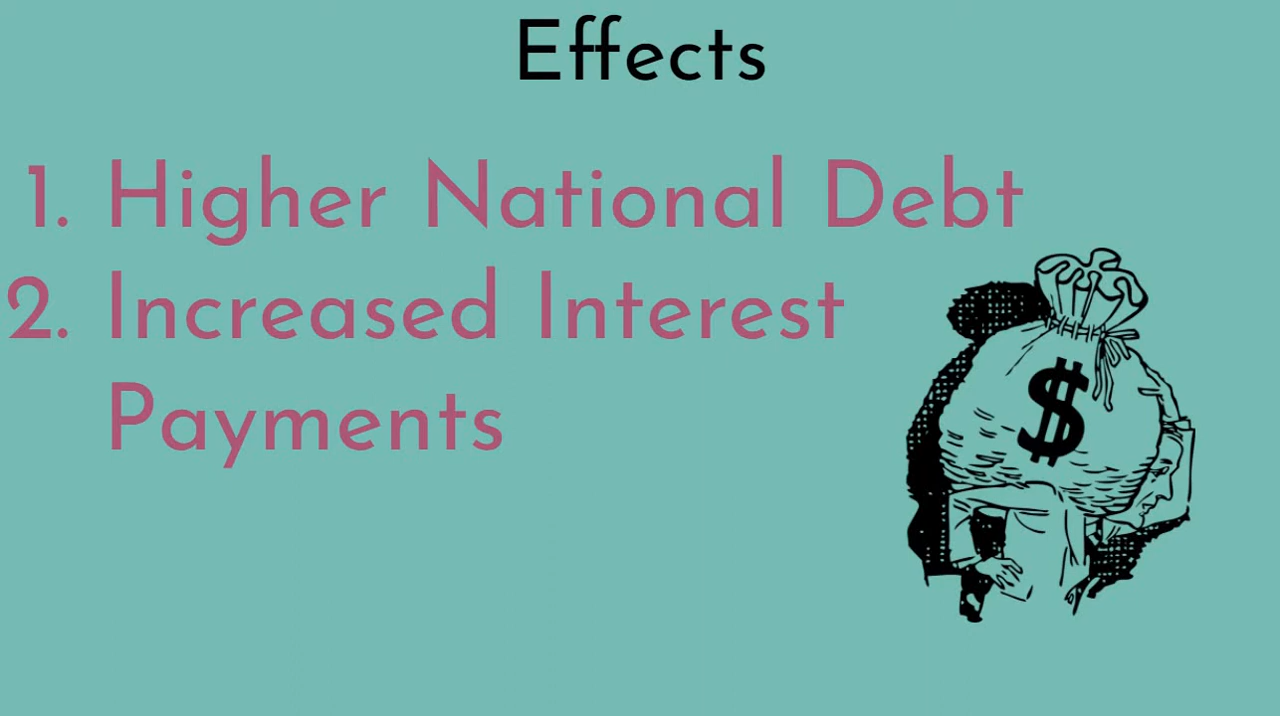 Effects
1. Higher National Debt
2. Increased Interest
Payments
$